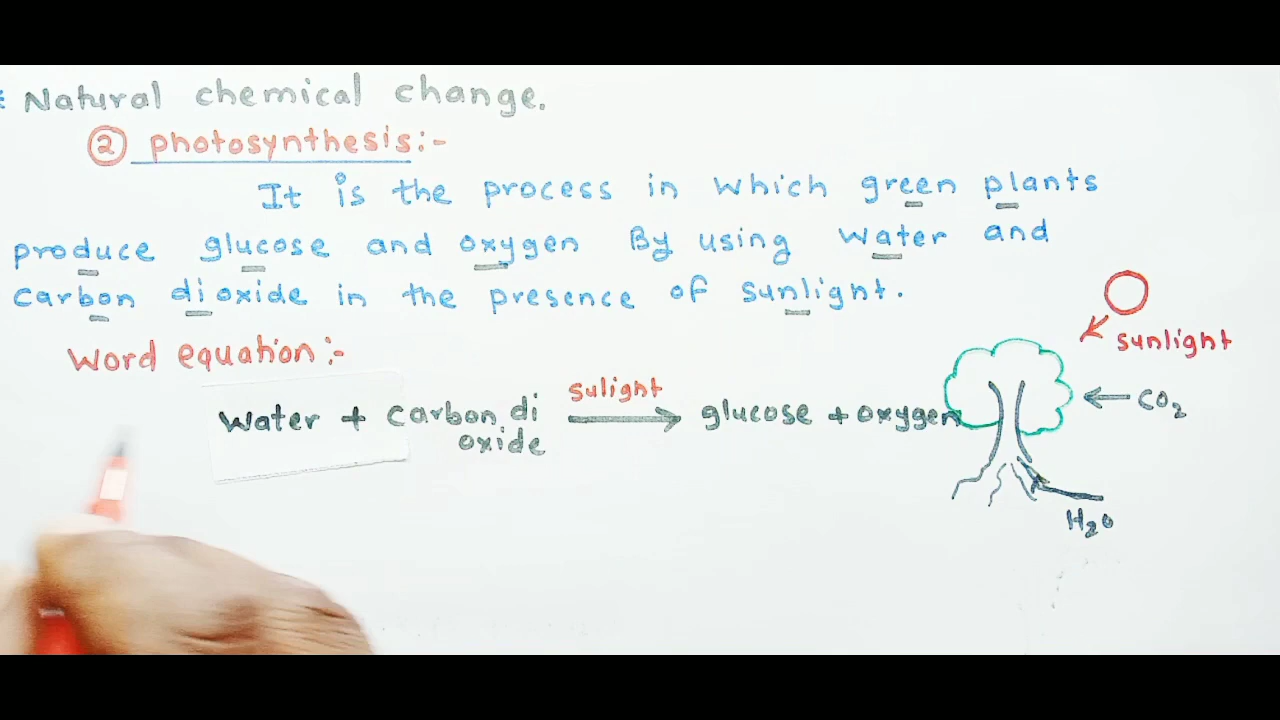 Natural chemical change.
② photosynthesis:-
It is the process in which green plants
produce glucose and oxygen By using water and
carbon di oxide in the presence of sunlight.
sunlight
word equation:-
sulight
CO₂
water + carbon di
oxide
glucose + oxygen
H₂O